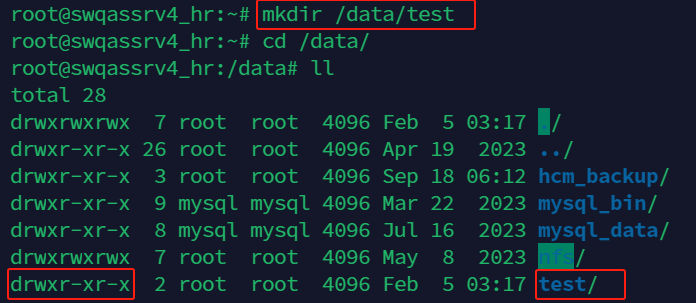 root@swqassrv4_hr:~# mkdir /data/test
root@swqassrv4_hr:~# cd /data/
root@swqassrv4_hr:/data# ll
total 28
drwxrwxrwx  7 root  root  4096 Feb  5 03:17 ./
drwxr-xr-x 26 root  root  4096 Apr 19  2023 ../
drwxr-xr-x  3 root  root  4096 Sep 18 06:12 hcm_backup/
drwxr-xr-x  9 mysql mysql 4096 Mar 22  2023 mysql_bin/
drwxr-xr-x  8 mysql mysql 4096 Jul 16  2023 mysql_data/
drwxrwxrwx  7 root  root  4096 May  8  2023 nfs/
drwxr-xr-x  2 root  root  4096 Feb  5 03:17 test/